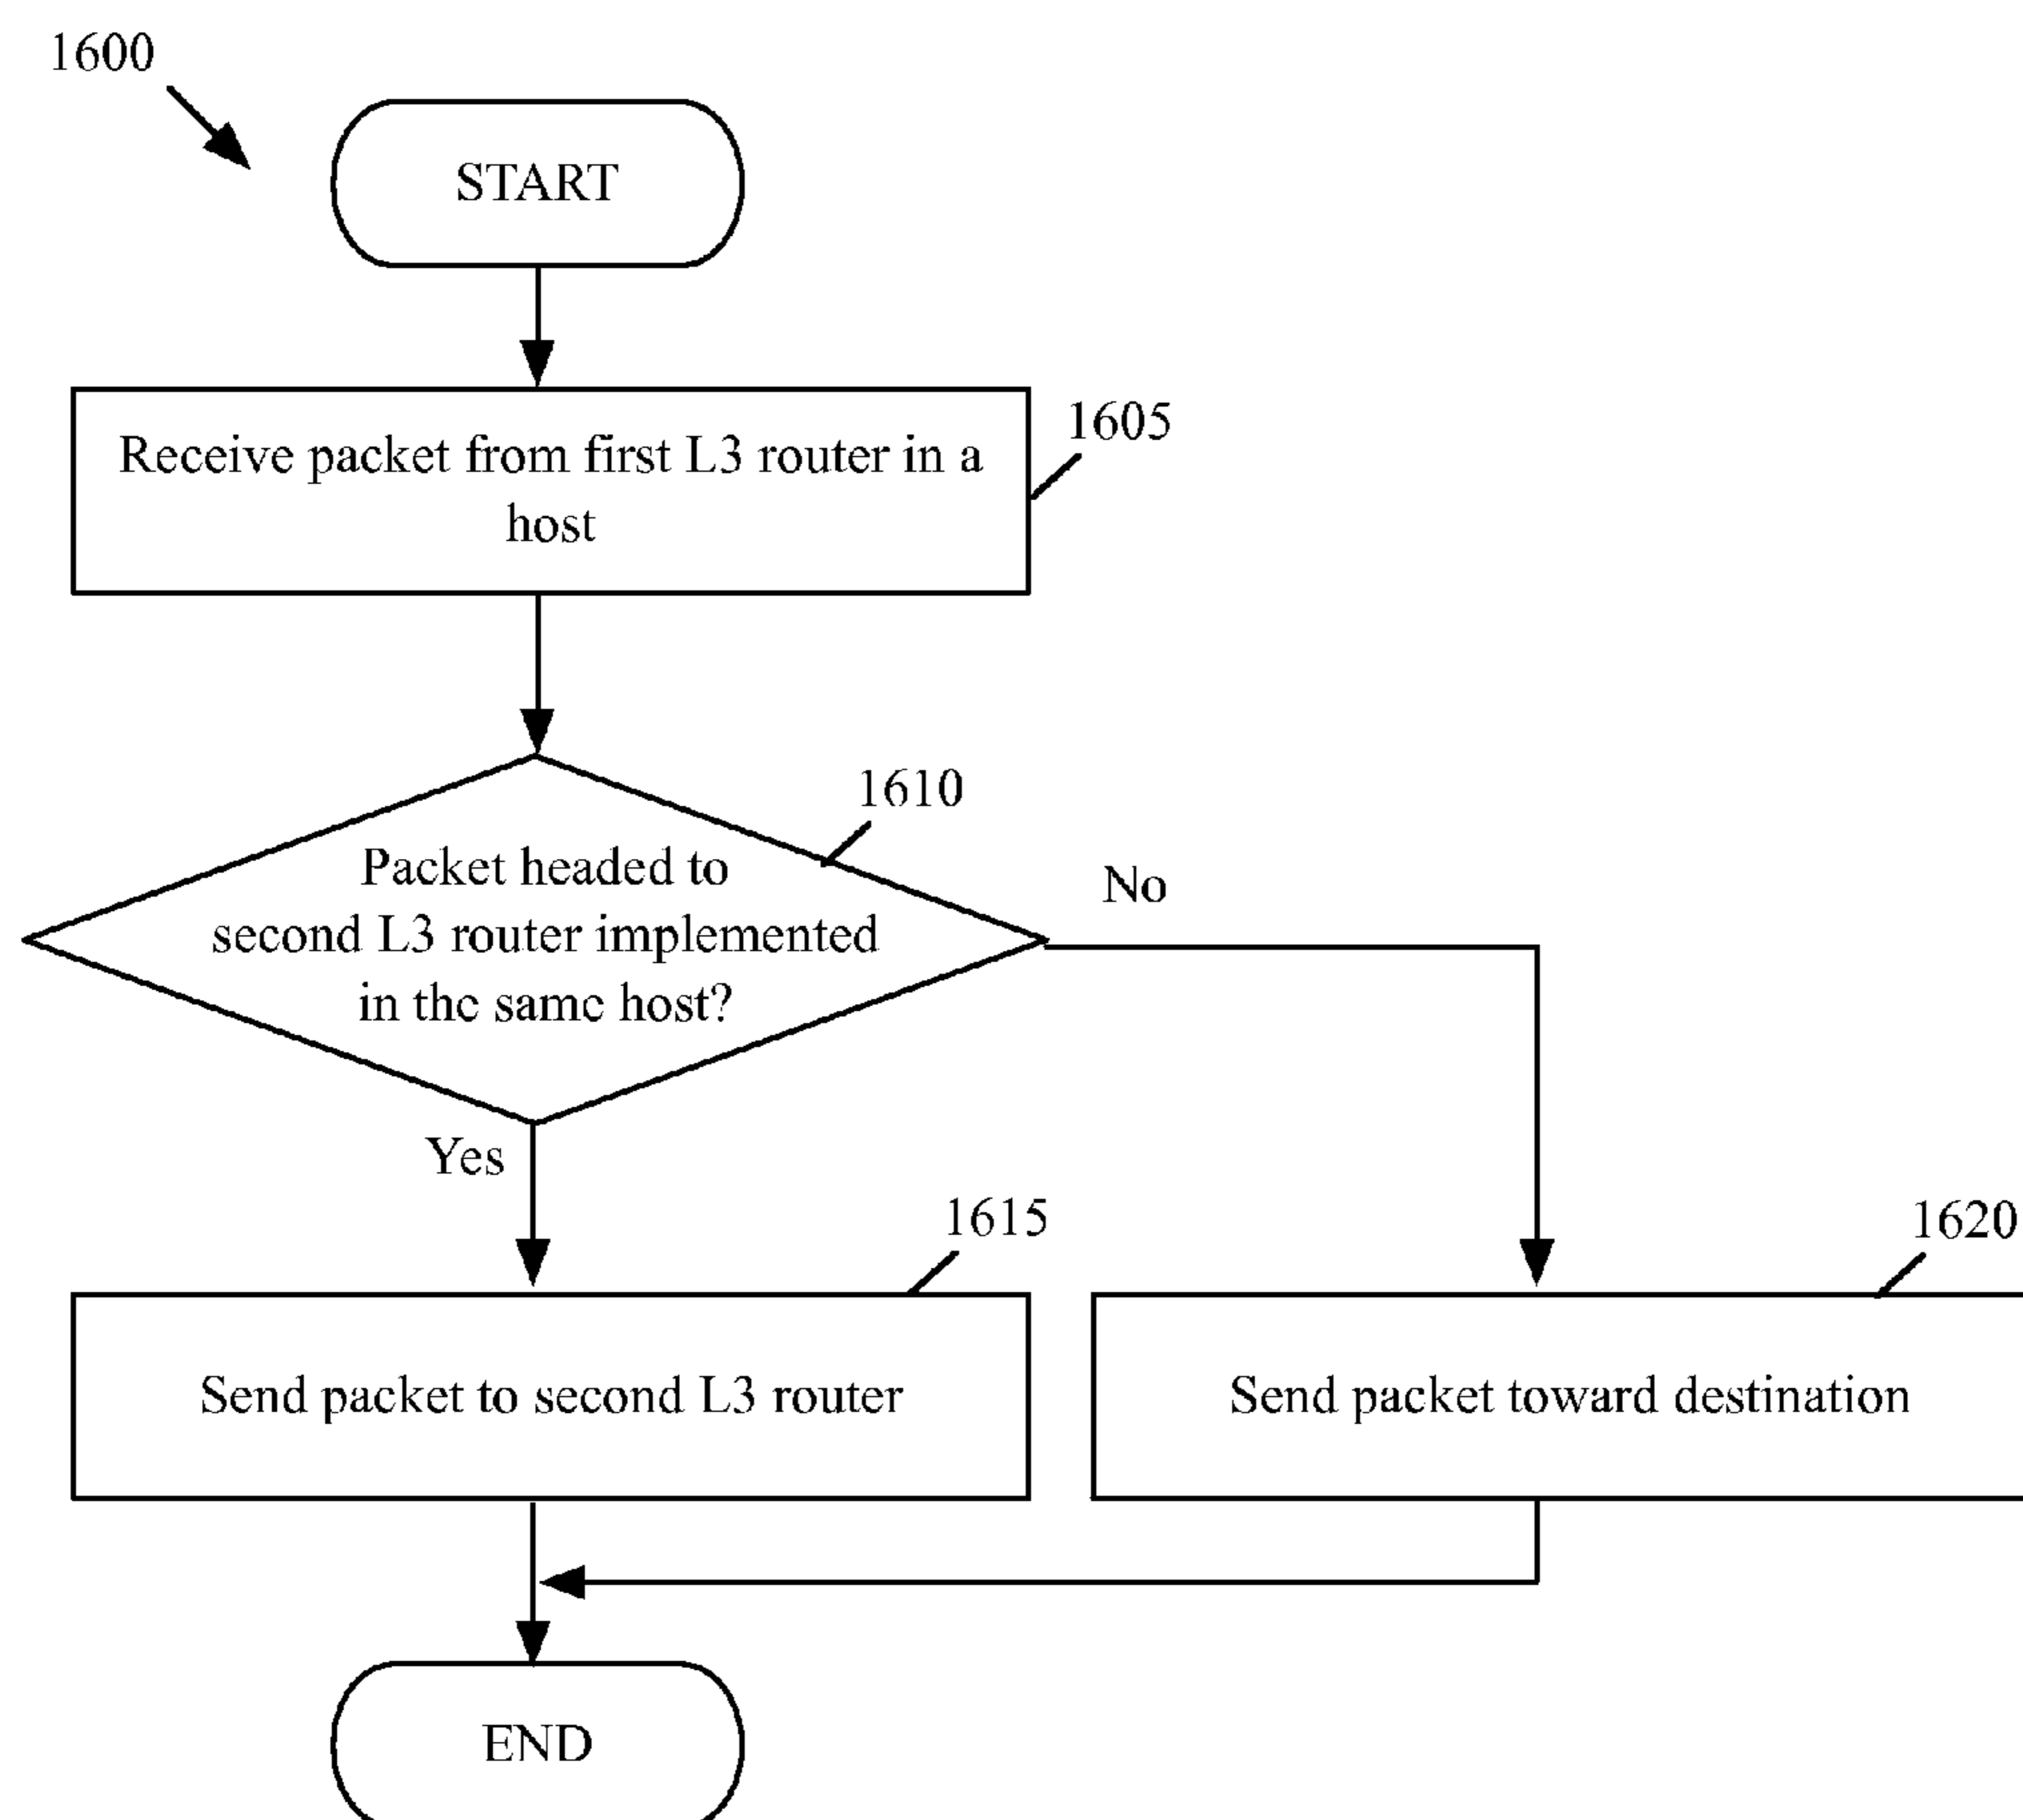 1600
START
Receive packet from first L3 router in a
host
1605
1610
Packet headed to
second L3 router implemented
in the same host?
No
Yes
1615
1620
Send packet to second L3 router
Send packet toward destination
END